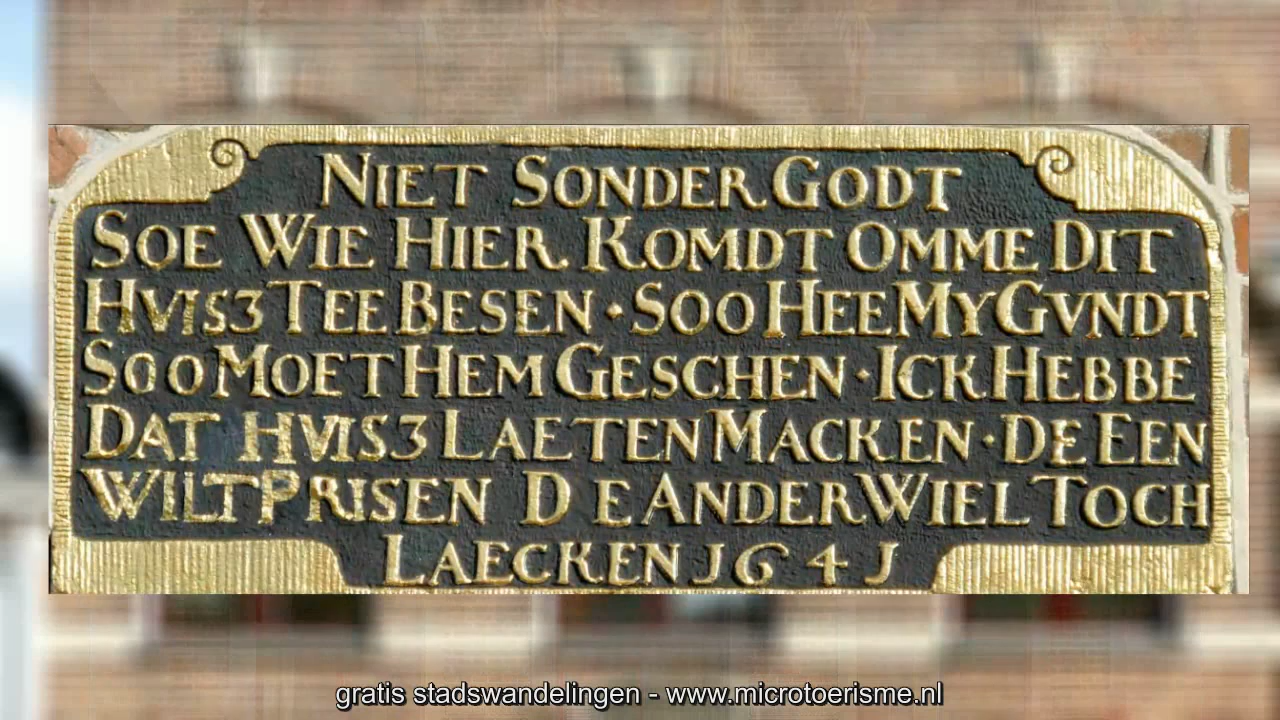 NIET SONDER GODT
SOE WIE HIER KOMDT OMME DIT
HVIS3 TEE BESEN · SOO HEE MY GVNDT
SOO MOET HEM GESCHEN · ICK HEBBE
DAT HVIS3 LAETEN MACKEN · DE EEN
WILT PRISEN DE ANDER WIEL TOCH
LAECKEN 1641
gratis stadswandelingen - www.microtoerisme.nl